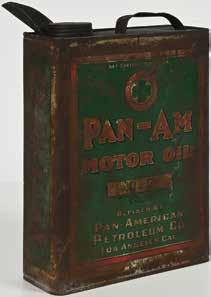 PAN-AM
MOTOR OIL
REFINED BY
PAN-AMERICAN
PETROLEUM CO.
LOS ANGELES CAL.